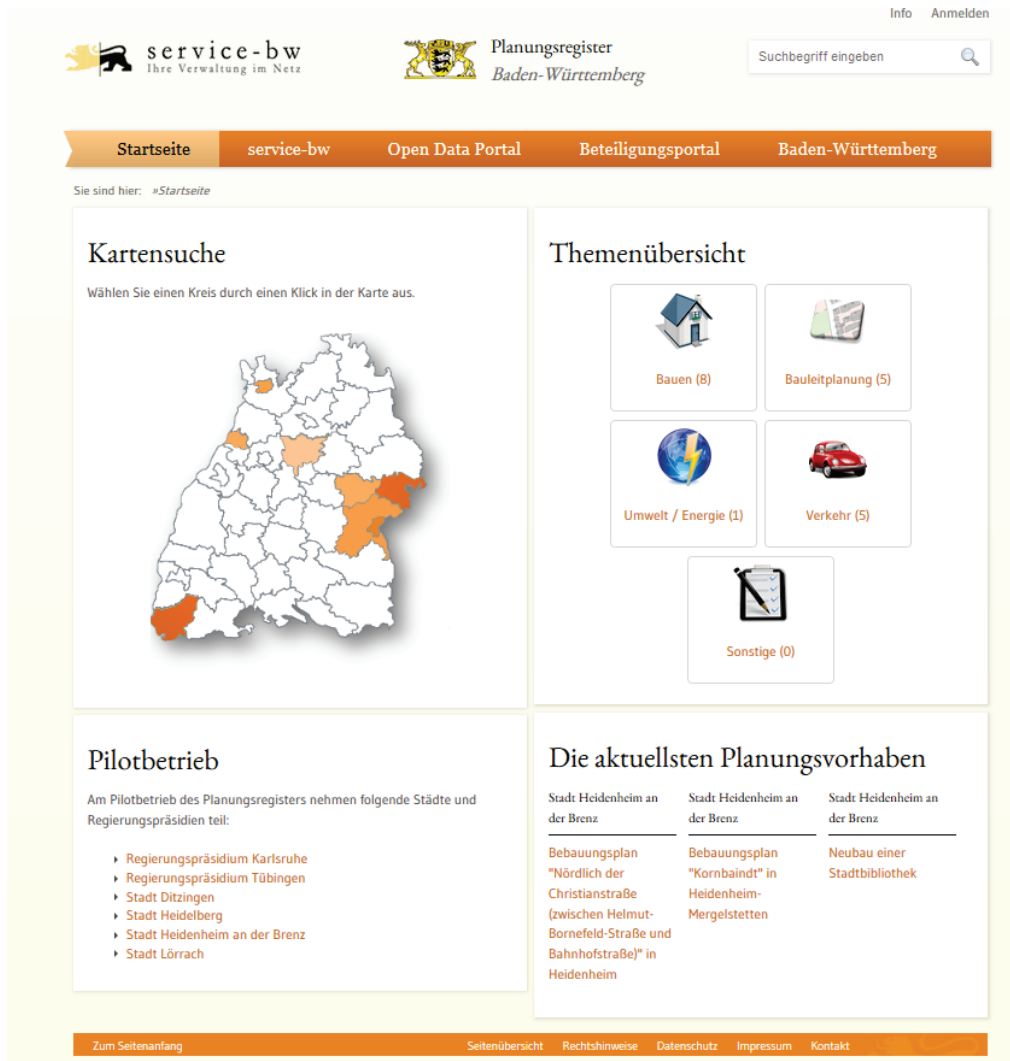 Info Anmelden
service-bw
Ihre Verwaltung im Netz
Planungsregister
Baden-Württemberg
Suchbegriff eingeben
Startseite service-bw Open Data Portal Beteiligungsportal Baden-Württemberg
Sie sind hier: »Startseite
Kartensuche
Wählen Sie einen Kreis durch einen Klick in der Karte aus.
Themenübersicht
Bauen (8)
Bauleitplanung (5)
Umwelt / Energie (1)
Verkehr (5)
Sonstige (0)
Pilotbetrieb
Am Pilotbetrieb des Planungsregisters nehmen folgende Städte und
Regierungspräsidien teil:
Regierungspräsidium Karlsruhe
Regierungspräsidium Tübingen
Stadt Ditzingen
Stadt Heidelberg
Stadt Heidenheim an der Brenz
Stadt Lörrach
Die aktuellsten Planungsvorhaben
Stadt Heidenheim an
der Brenz
Bebauungsplan
"Nördlich der
Christianstraße
(zwischen Helmut-
Bornefeld-Straße und
Bahnhofstraße)" in
Heidenheim
Stadt Heidenheim an
der Brenz
Bebauungsplan
"Kornbaindt" in
Heidenheim-
Mergelstetten
Stadt Heidenheim an
der Brenz
Neubau einer
Stadtbibliothek
Zum Seitenanfang Seitenübersicht Rechtshinweise Datenschutz Impressum Kontakt